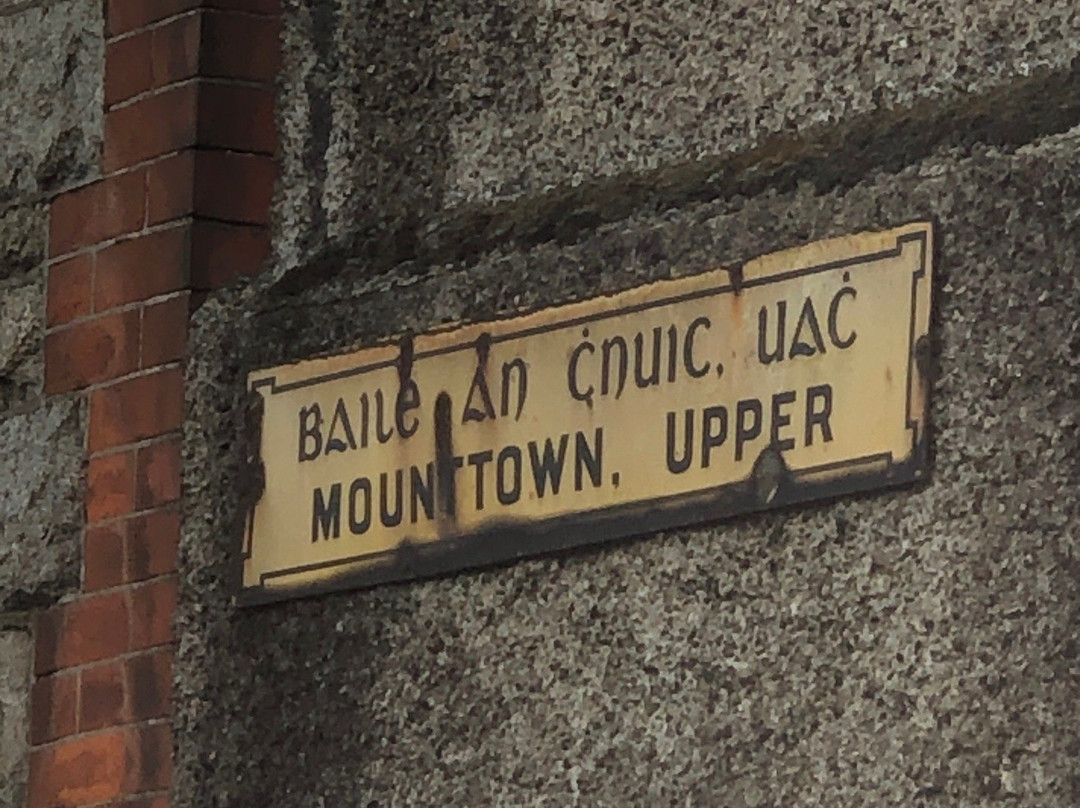 Baile an Ċnuic, uaċ
MOUNTTOWN, UPPER